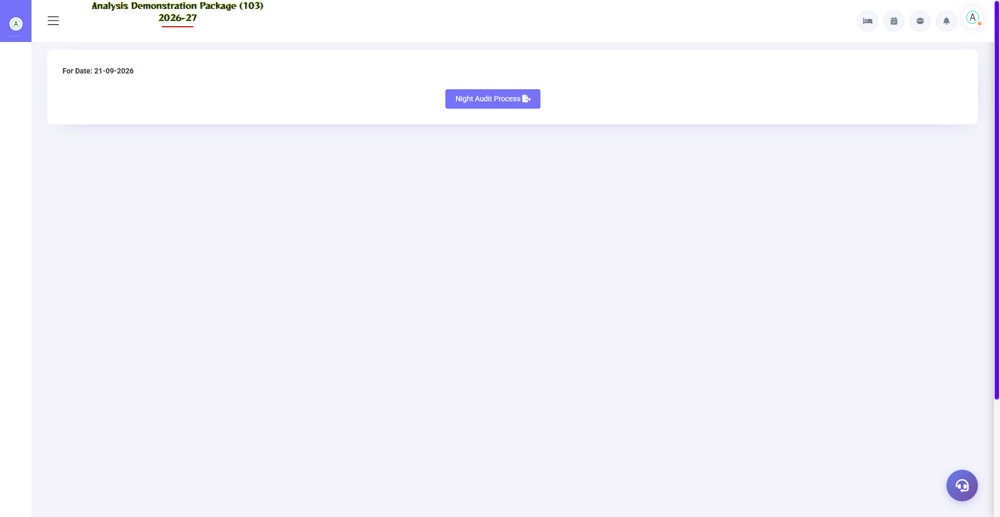 Analysis Demonstration Package (103)
2026-27
A
A
For Date: 21-09-2026
Night Audit Process